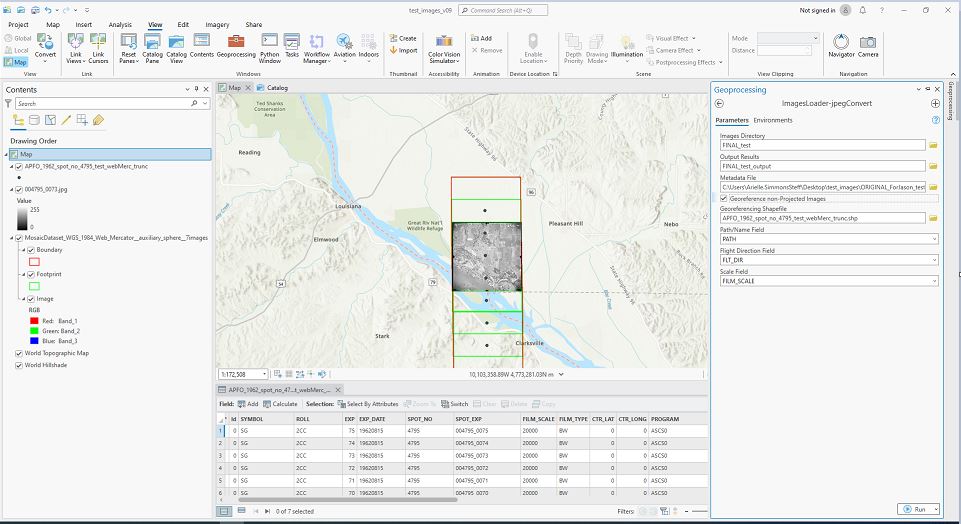 test_images_v09
Command Search (Alt+Q)
Not signed in
Project Map Insert Analysis View Edit Imagery Share
Global
Local
Map
Convert
View
Link Views
Link Cursors
Link
Reset Panes
Catalog Pane
Catalog View
Contents
Geoprocessing
Python Window
Tasks
Workflow Manager
Aviation
Indoors
Windows
Create
Import
Thumbnail
Color Vision Simulator
Accessibility
Add
Remove
Animation
Enable Location
Device Location
Depth Priority
Drawing Mode
Illumination
Visual Effect
Camera Effect
Postprocessing Effects
Scene
Mode
Distance
View Clipping
Navigator
Camera
Navigation
Contents
Search
Drawing Order
Map
APFO_1962_spot_no_4795_test_webMerc_trunc
004795_0073.jpg
Value
255
0
MosaicDataset_WGS_1984_Web_Mercator__auxiliary_sphere__7images
Boundary
Footprint
Image
RGB
Red: Band_1
Green: Band_2
Blue: Band_3
World Topographic Map
World Hillshade
Map
Catalog
Ted Shanks
Conservation
Area
Reading
State Highway 96
96
Louisiana
Great Riv Nat'l
Wildlife Refuge
Pleasant Hill
Nebo
Elmwood
54
79
State Highway 96
Stark
Clarksville
1:172,508
10,103,358.89W 4,773,281.03N m
APFO_1962_spot_no_47...t_webMerc_...
Field: Add Calculate Selection: Select By Attributes Zoom To Switch Clear Delete Copy
Id SYMBOL ROLL EXP EXP_DATE SPOT_NO SPOT_EXP FILM_SCALE FILM_TYPE CTR_LAT CTR_LONG PROGRAM
1 0 SG 2CC 75 19620815 4795 004795_0075 20000 BW 0 0 ASCS0
2 0 SG 2CC 74 19620815 4795 004795_0074 20000 BW 0 0 ASCS0
3 0 SG 2CC 73 19620815 4795 004795_0073 20000 BW 0 0 ASCS0
4 0 SG 2CC 72 19620815 4795 004795_0072 20000 BW 0 0 ASCS0
5 0 SG 2CC 71 19620815 4795 004795_0071 20000 BW 0 0 ASCS0
6 0 SG 2CC 70 19620815 4795 004795_0070 20000 BW 0 0 ASCS0
0 of 7 selected
Filters:
Geoprocessing
ImagesLoader-jpegConvert
Parameters Environments
Images Directory
FINAL_test
Output Results
FINAL_test_output
Metadata File
C:\Users\Arielle.SimmonsSteff\Desktop\test_images\ORIGINAL_ForJason_test
Georeference non-Projected Images
Georeferencing Shapefile
APFO_1962_spot_no_4795_test_webMerc_trunc.shp
Path/Name Field
PATH
Flight Direction Field
FLT_DIR
Scale Field
FILM_SCALE
Run
Geoprocessing